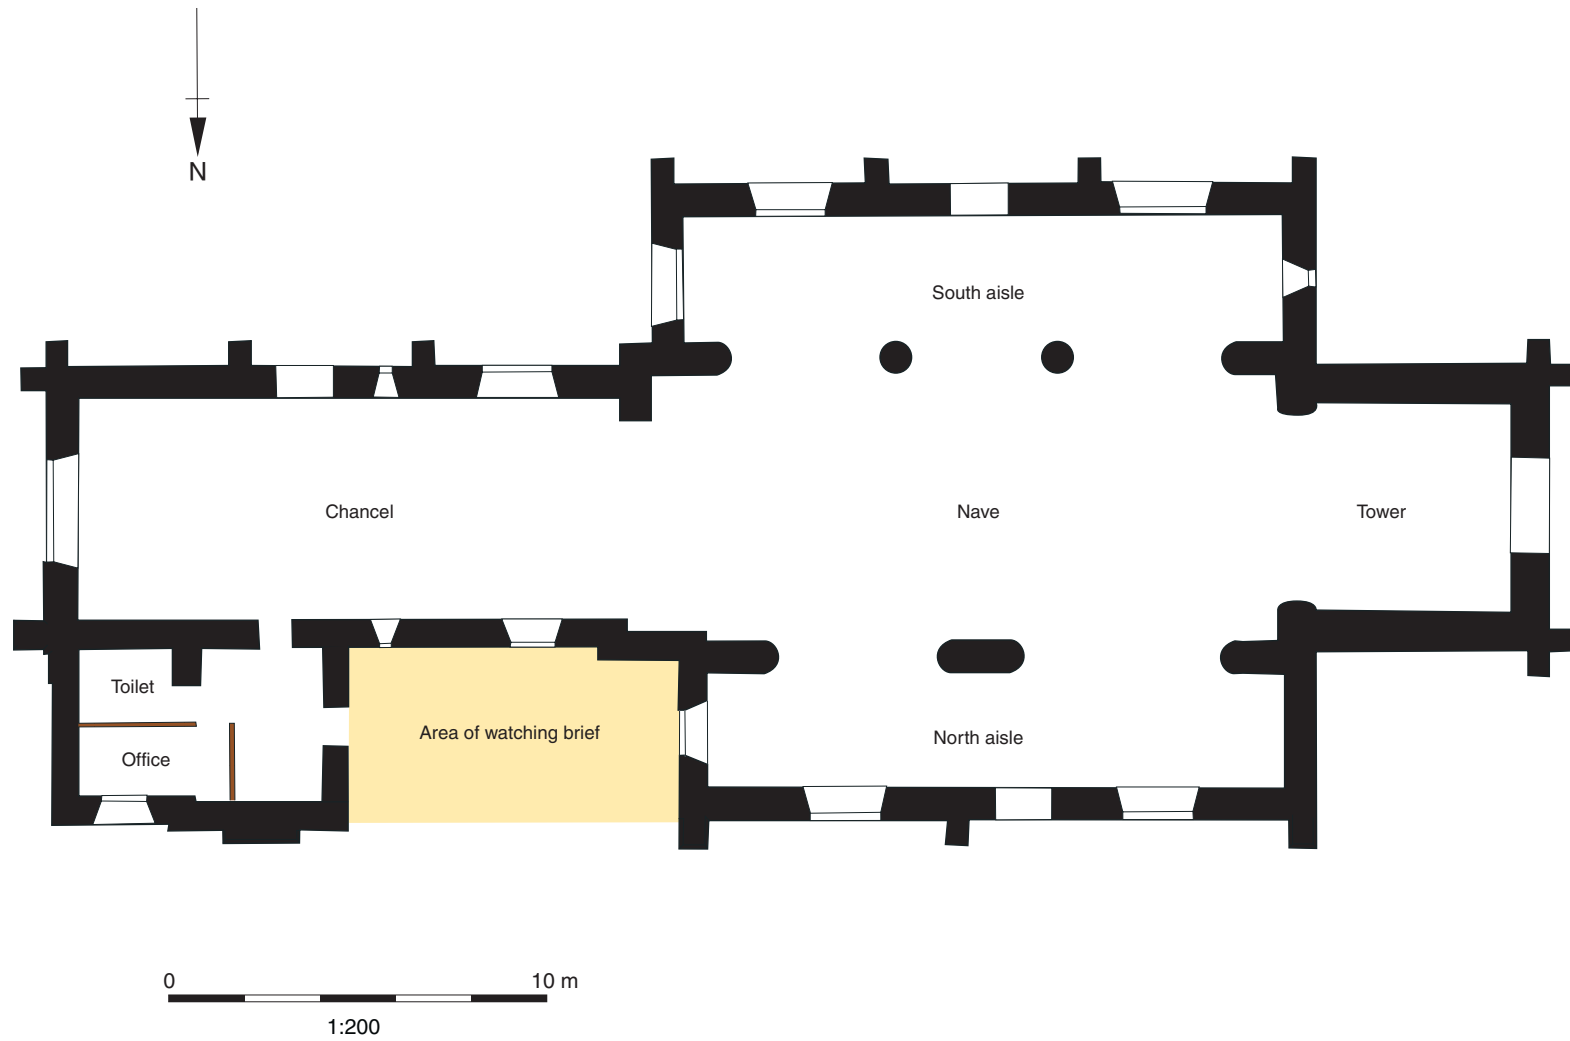 N
South aisle
Chancel
Nave
Tower
Toilet
Area of watching brief
North aisle
Office
0 10 m
1:200